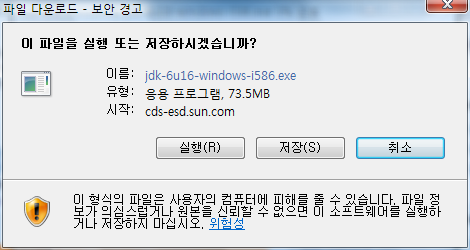 파일 다운로드 - 보안 경고
이 파일을 실행 또는 저장하시겠습니까?
이름: jdk-6u16-windows-i586.exe
유형: 응용 프로그램, 73.5MB
시작: cds-esd.sun.com
실행(R) 저장(S) 취소
이 형식의 파일은 사용자의 컴퓨터에 피해를 줄 수 있습니다. 파일 정
보가 의심스럽거나 원본을 신뢰할 수 없으면 이 소프트웨어를 실행하
거나 저장하지 마십시오. 위험성